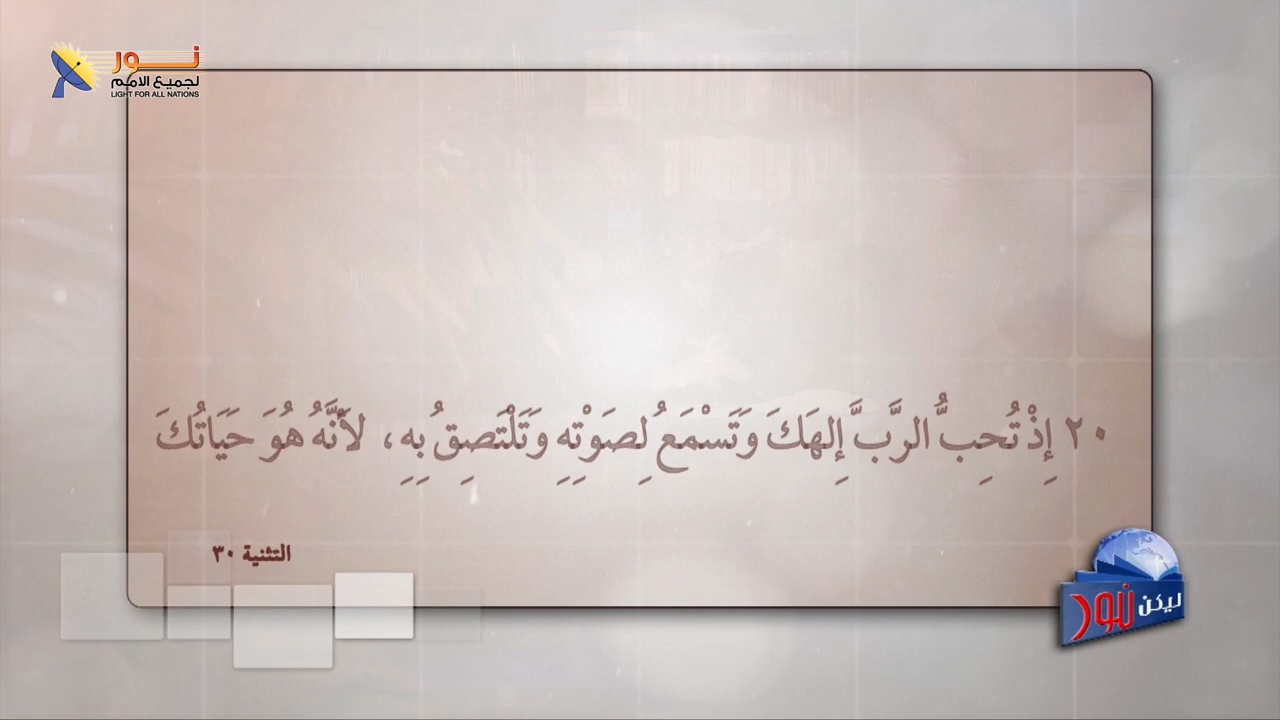 نور
لجميع الامم
LIGHT FOR ALL NATIONS
٢٠ إِذْ تُحِبُّ الرَّبَّ إِلهَكَ وَتَسْمَعُ لِصَوْتِهِ وَتَلْتَصِقُ بِهِ، لأَنَّهُ هُوَ حَيَاتُكَ
التثنية ٣٠
ليكن نور